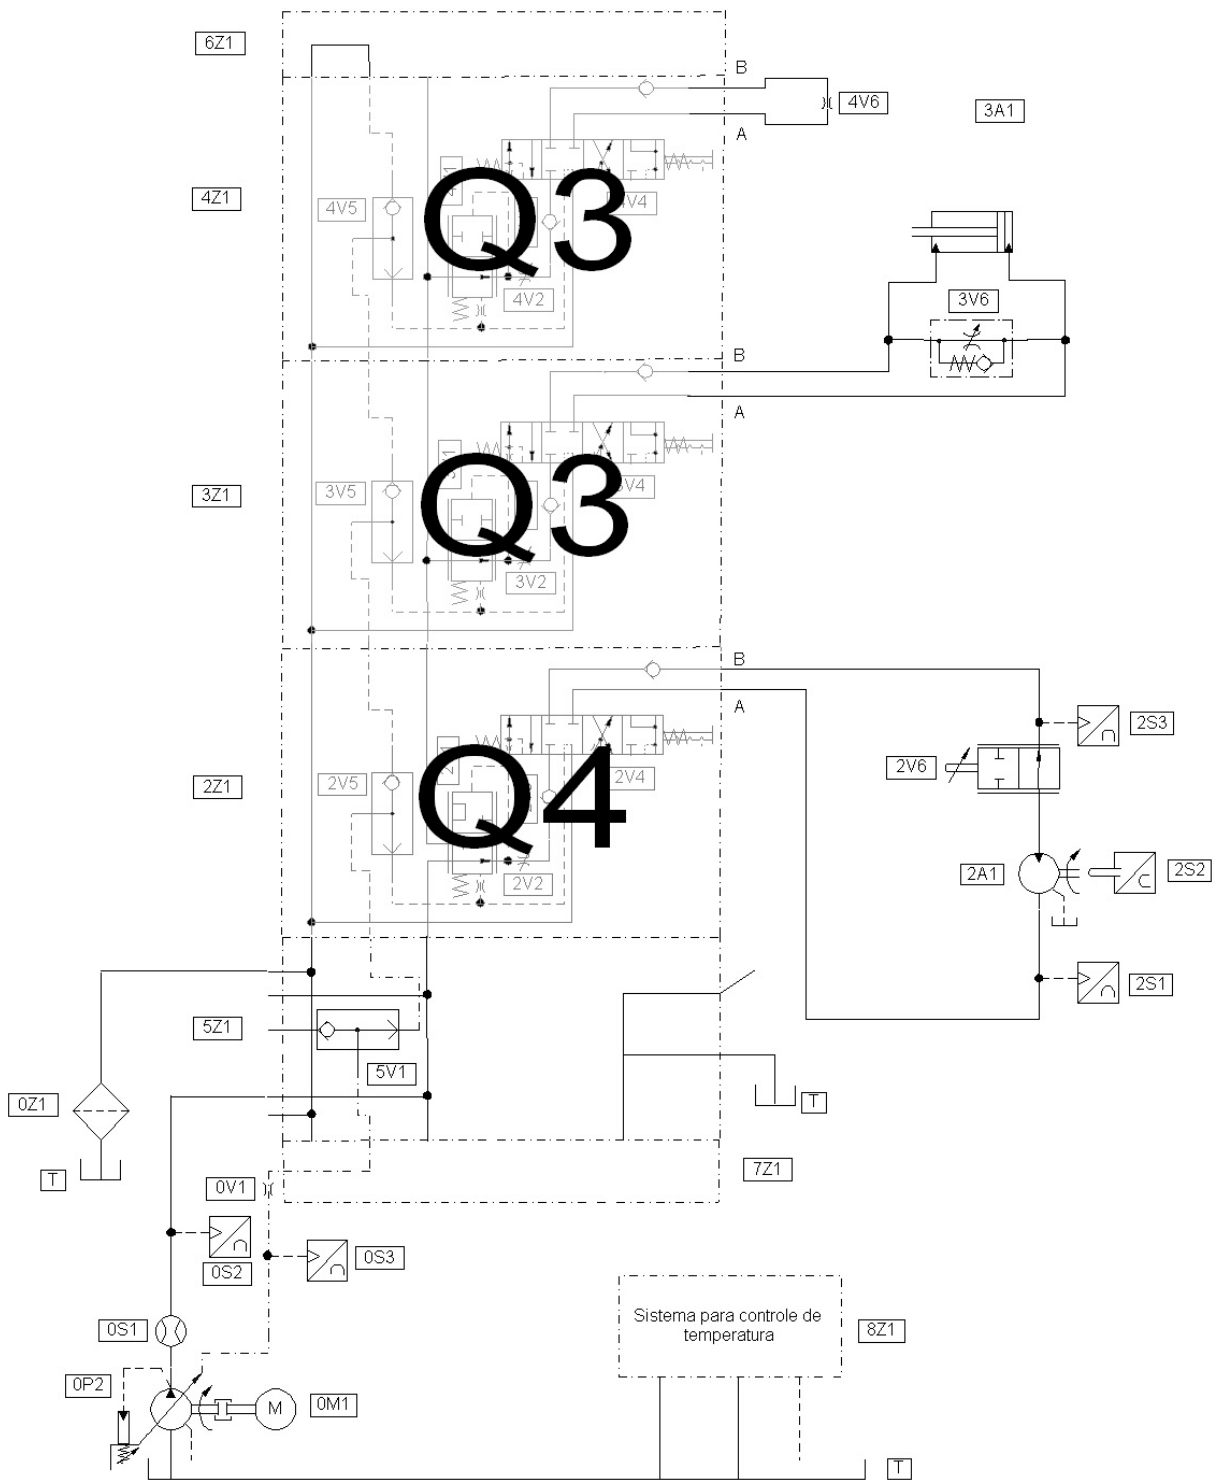 6Z1
B
4V6
3A1
A
4Z1
4V5
Q3
4V2
3V6
B
A
3Z1
3V5
Q3
3V2
B
A
2S3
2V6
2Z1
2V5
2V4
Q4
2V2
2A1
2S2
2S1
5Z1
5V1
0Z1
T
T
7Z1
0V1
0S2
0S3
Sistema para controle de
temperatura
8Z1
0S1
0P2
M
0M1
T